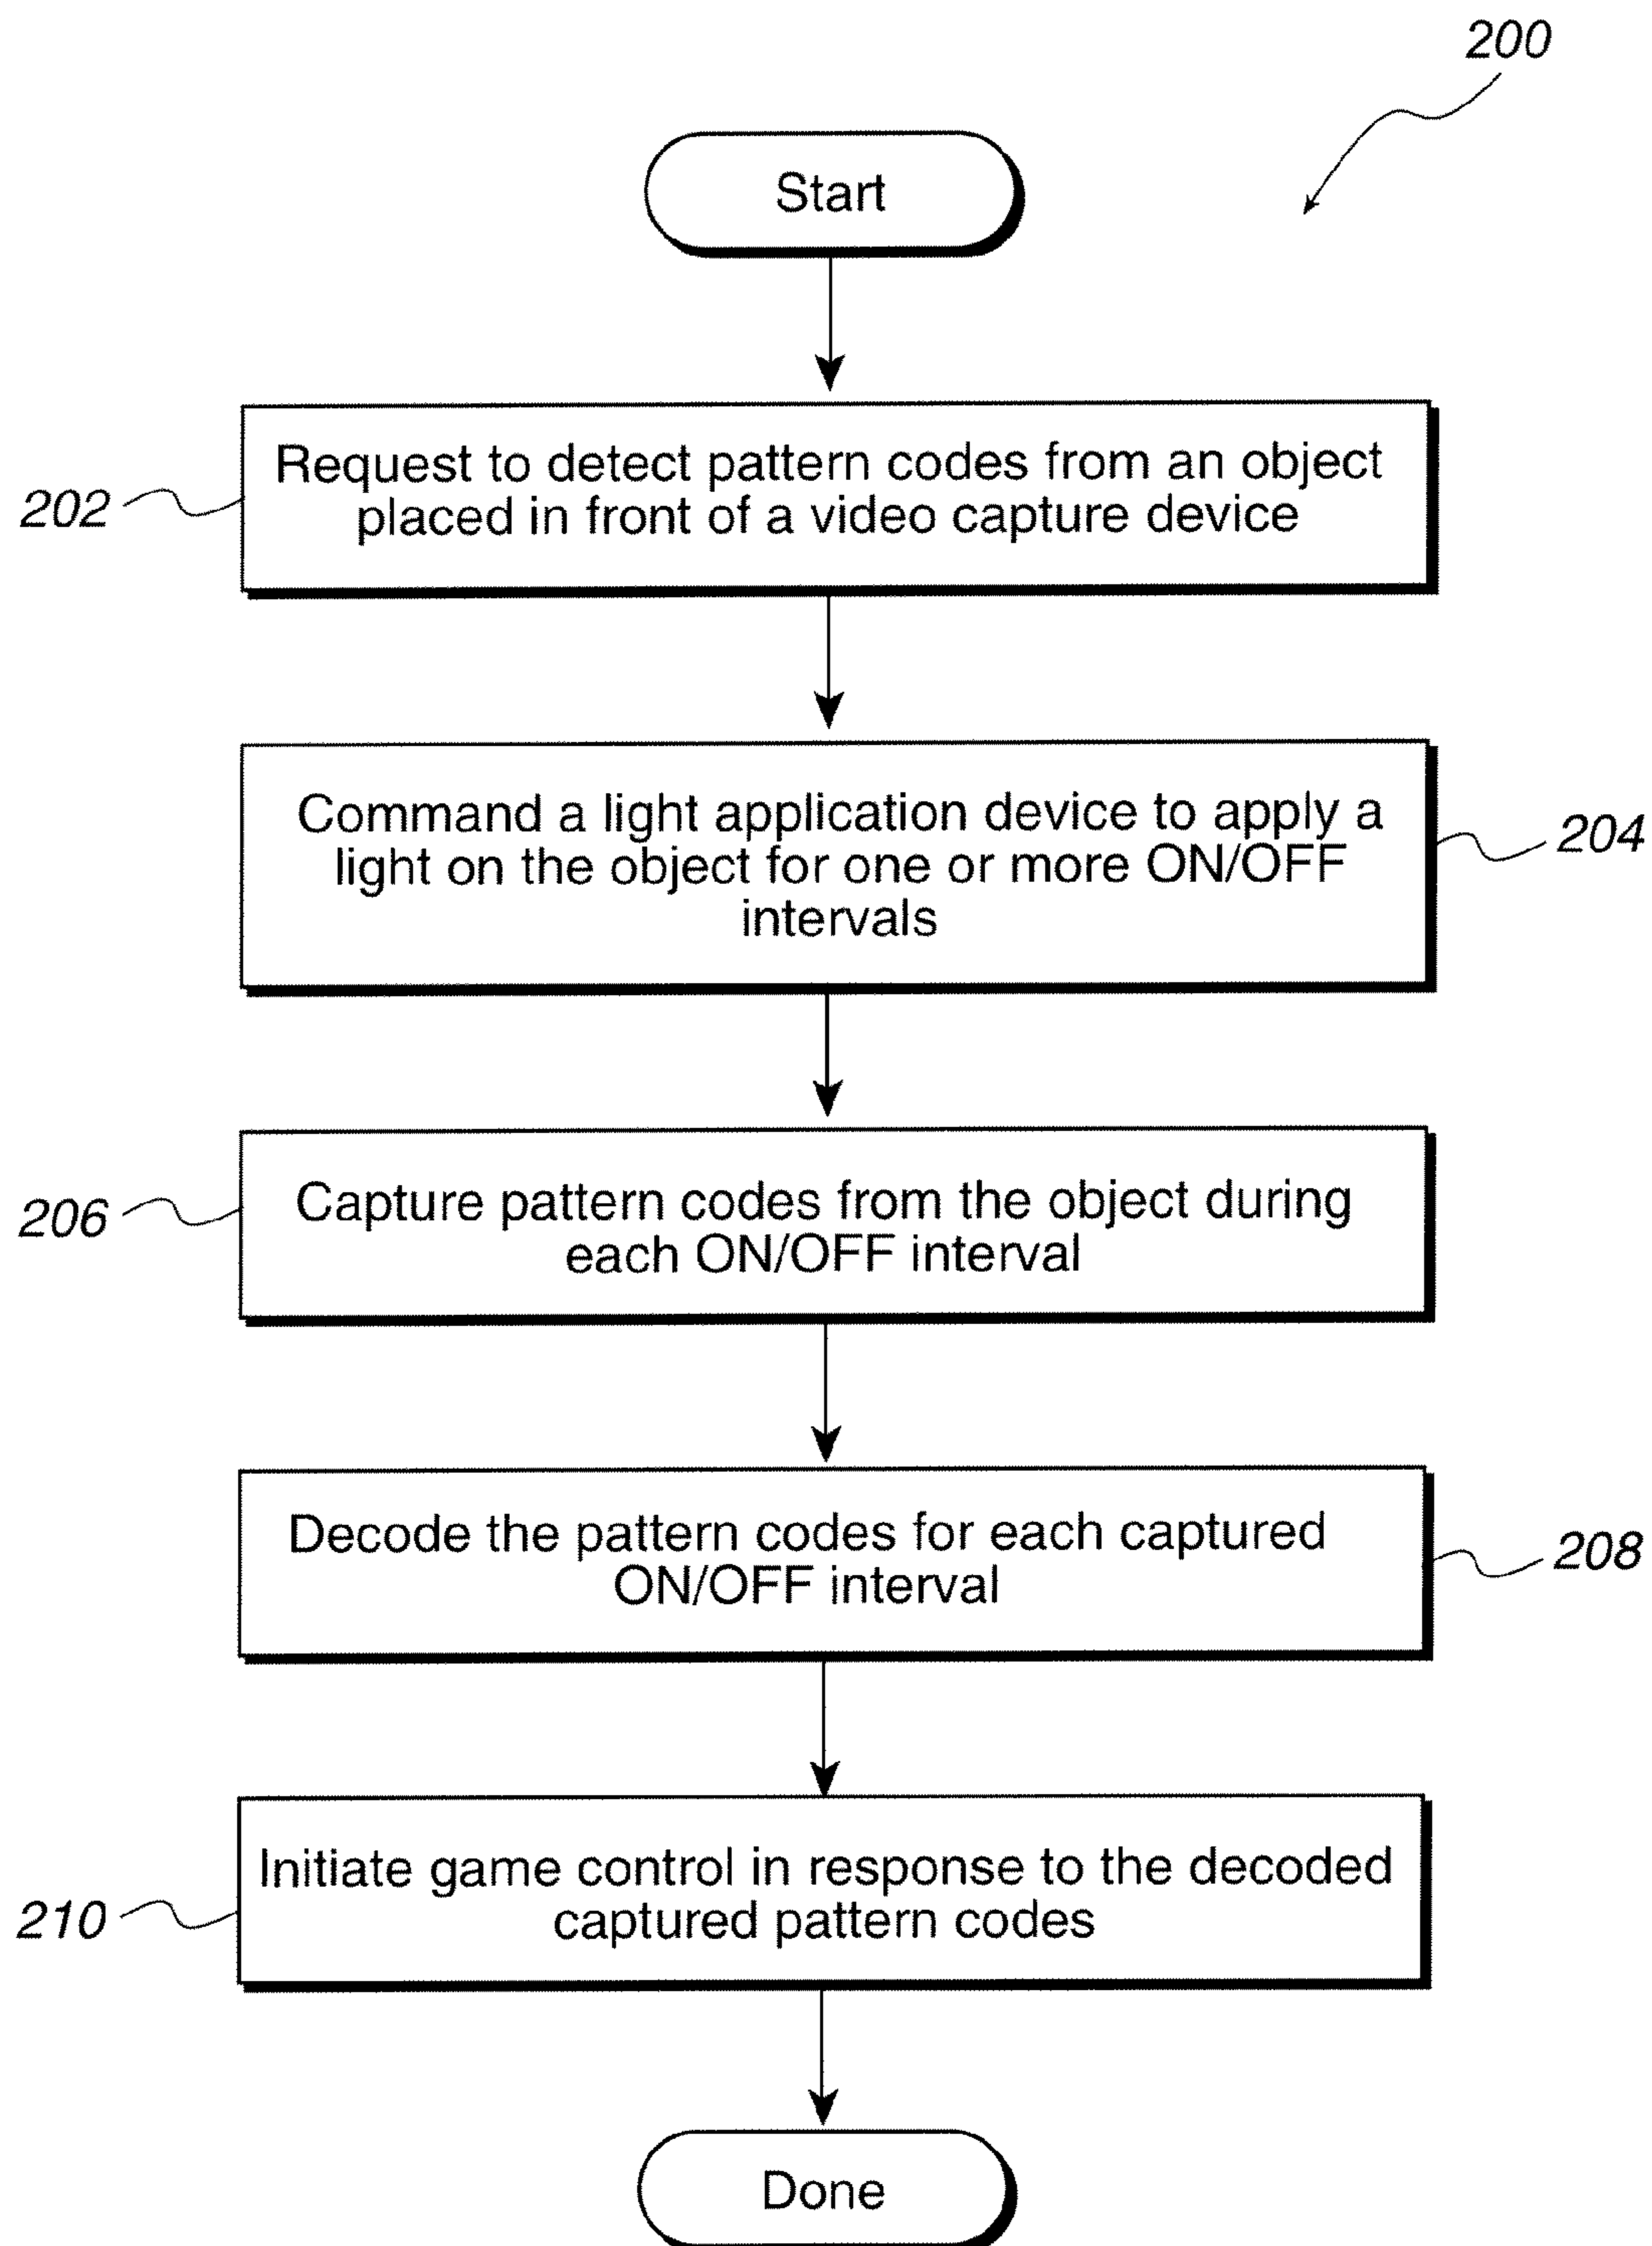 200
Start
202
Request to detect pattern codes from an object
placed in front of a video capture device
Command a light application device to apply a
light on the object for one or more ON/OFF
intervals
204
206
Capture pattern codes from the object during
each ON/OFF interval
Decode the pattern codes for each captured
ON/OFF interval
208
210
Initiate game control in response to the decoded
captured pattern codes
Done